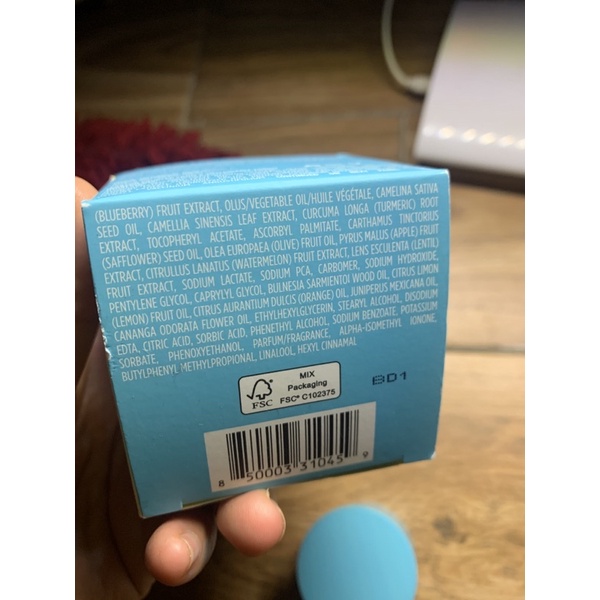 (BLUEBERRY) FRUIT EXTRACT, OLUS/VEGETABLE OIL/HUILE VÉGÉTALE, CAMELINA SATIVA
SEED OIL, CAMELLIA SINENSIS LEAF EXTRACT, CURCUMA LONGA (TURMERIC) ROOT
EXTRACT, TOCOPHERYL ACETATE, ASCORBYL PALMITATE, CARTHAMUS TINCTORIUS
(SAFFLOWER) SEED OIL, OLEA EUROPAEA (OLIVE) FRUIT OIL, PYRUS MALUS (APPLE) FRUIT
EXTRACT, CITRULLUS LANATUS (WATERMELON) FRUIT EXTRACT, LENS ESCULENTA (LENTIL)
FRUIT EXTRACT, SODIUM LACTATE, SODIUM PCA, CARBOMER, SODIUM HYDROXIDE,
PENTYLENE GLYCOL, CAPRYLYL GLYCOL, BULNESIA SARMIENTOI WOOD OIL, CITRUS LIMON
(LEMON) FRUIT OIL, CITRUS AURANTIUM DULCIS (ORANGE) OIL, JUNIPERUS MEXICANA OIL,
CANANGA ODORATA FLOWER OIL, ETHYLHEXYLGLYCERIN, STEARYL ALCOHOL, DISODIUM
EDTA, CITRIC ACID, SORBIC ACID, PHENETHYL ALCOHOL, SODIUM BENZOATE, POTASSIUM
SORBATE, PHENOXYETHANOL, PARFUM/FRAGRANCE, ALPHA-ISOMETHYL IONONE,
BUTYLPHENYL METHYLPROPIONAL, LINALOOL, HEXYL CINNAMAL
FSC
MIX
Packaging
FSC® C102375
BD1
8 50003 31045 9